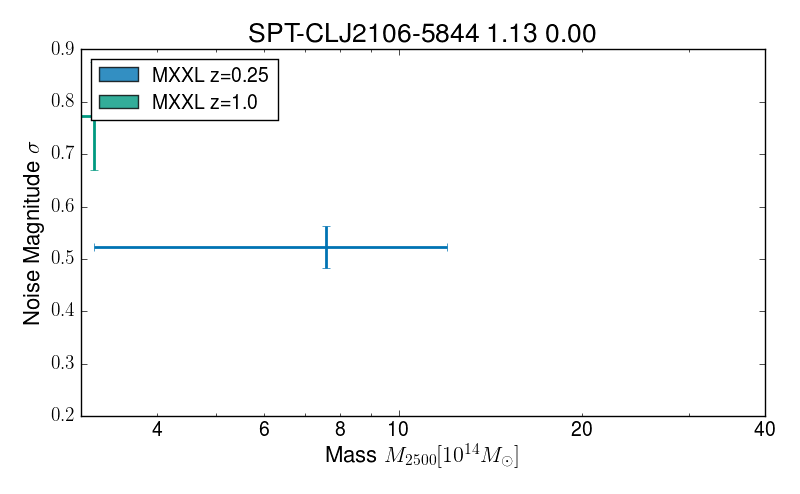 SPT-CLJ2106-5844 1.13 0.00
MXXL z=0.25
MXXL z=1.0
Noise Magnitude σ
0.9
0.8
0.7
0.6
0.5
0.4
0.3
0.2
4 6 8 10 20 40
Mass M₂₅₀₀[10¹⁴M⊙]